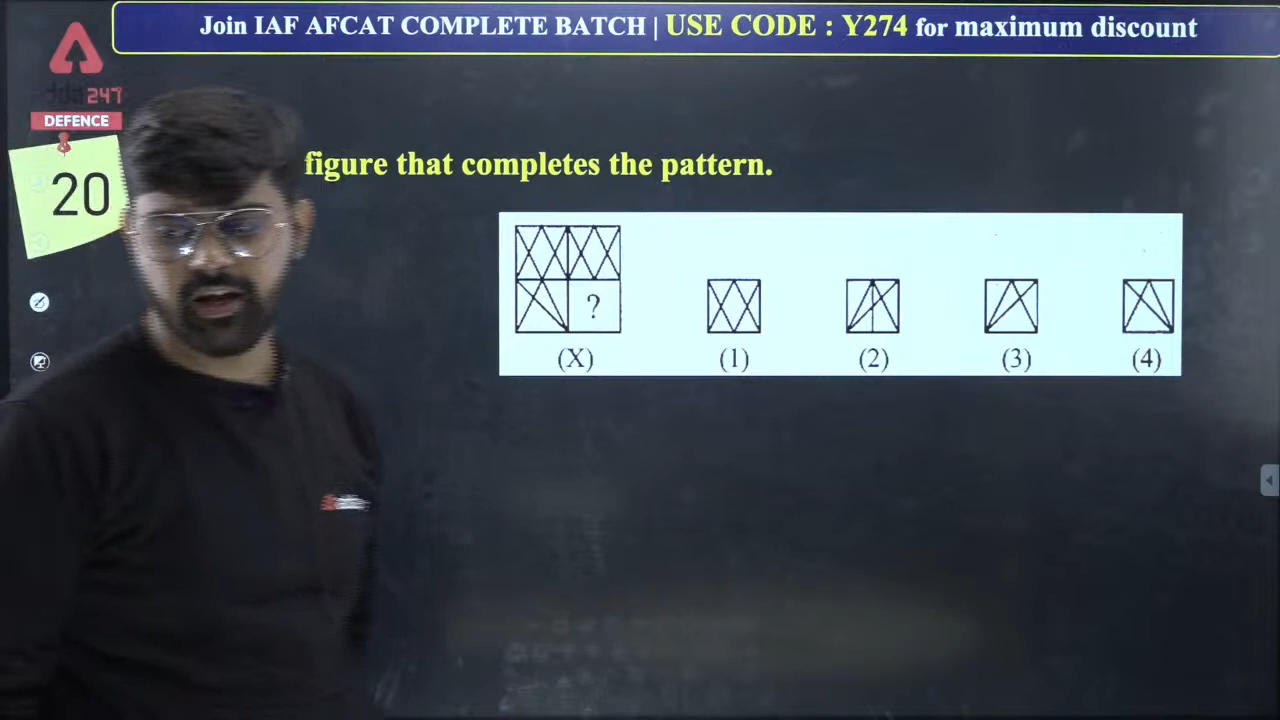 Join IAF AFCAT COMPLETE BATCH | USE CODE : Y274 for maximum discount
247
DEFENCE
20
figure that completes the pattern.
?
(X) (1) (2) (3) (4)